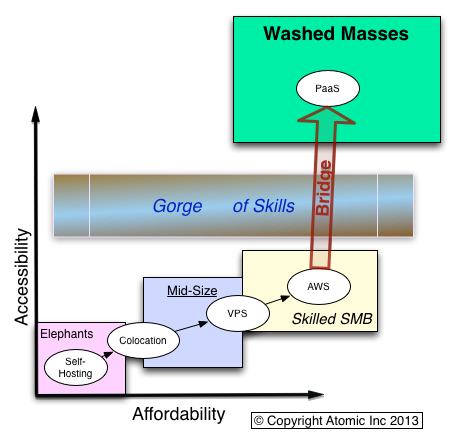 Washed Masses
PaaS
Bridge
Gorge of Skills
Accessibility
AWS
Mid-Size
VPS
Skilled SMB
Elephants
Colocation
Self-
Hosting
Affordability
© Copyright Atomic Inc 2013